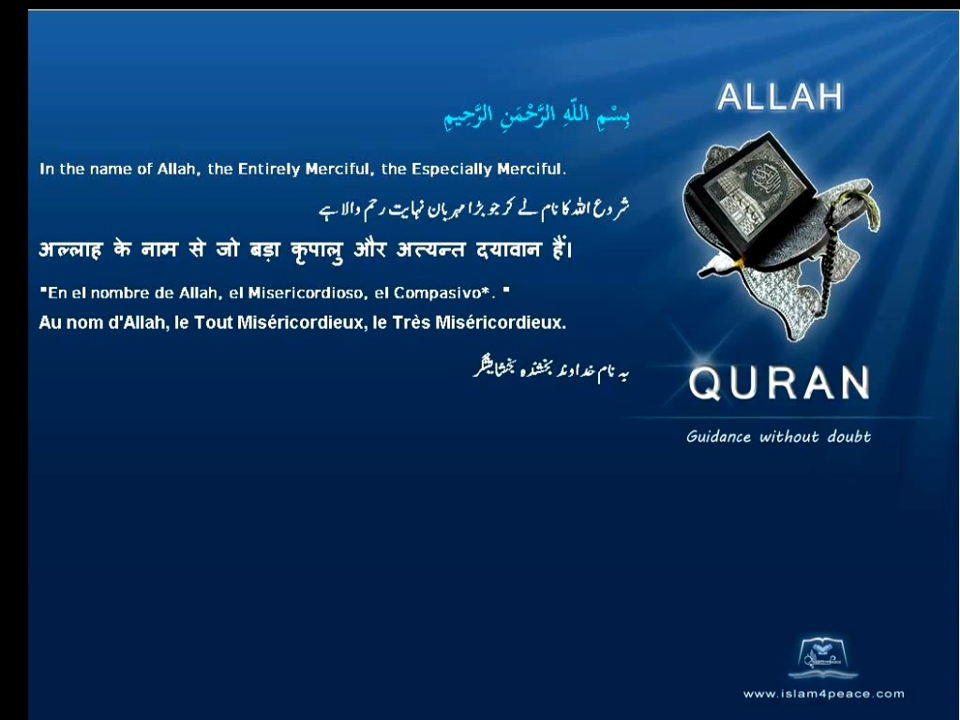 بِسْمِ اللّهِ الرَّحْمَنِ الرَّحِيمِ
In the name of Allah, the Entirely Merciful, the Especially Merciful.
شروع اللہ کا نام لے کر جو بڑا مہربان نہایت رحم والا ہے
अल्लाह के नाम से जो बड़ा कृपालु और अत्यन्त दयावान हैं।
"En el nombre de Allah, el Misericordioso, el Compasivo*. "
Au nom d'Allah, le Tout Miséricordieux, le Très Miséricordieux.
به نام خداوند بخشنده بخشایشگر
ALLAH
QURAN
Guidance without doubt
www.islam4peace.com